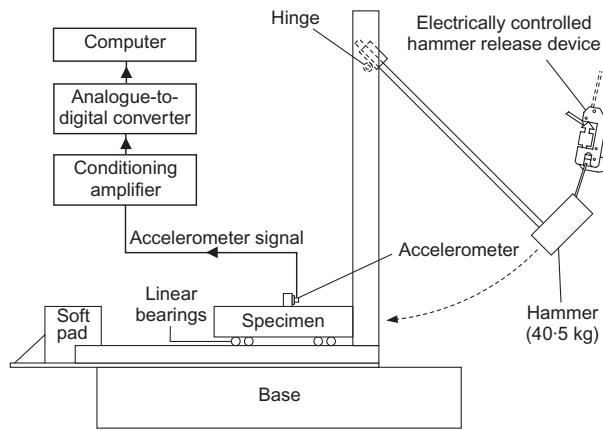 Computer
Analogue-to-
digital converter
Conditioning
amplifier
Accelerometer signal
Hinge
Electrically controlled
hammer release device
Accelerometer
Hammer
(40·5 kg)
Linear
bearings
Specimen
Soft
pad
Base